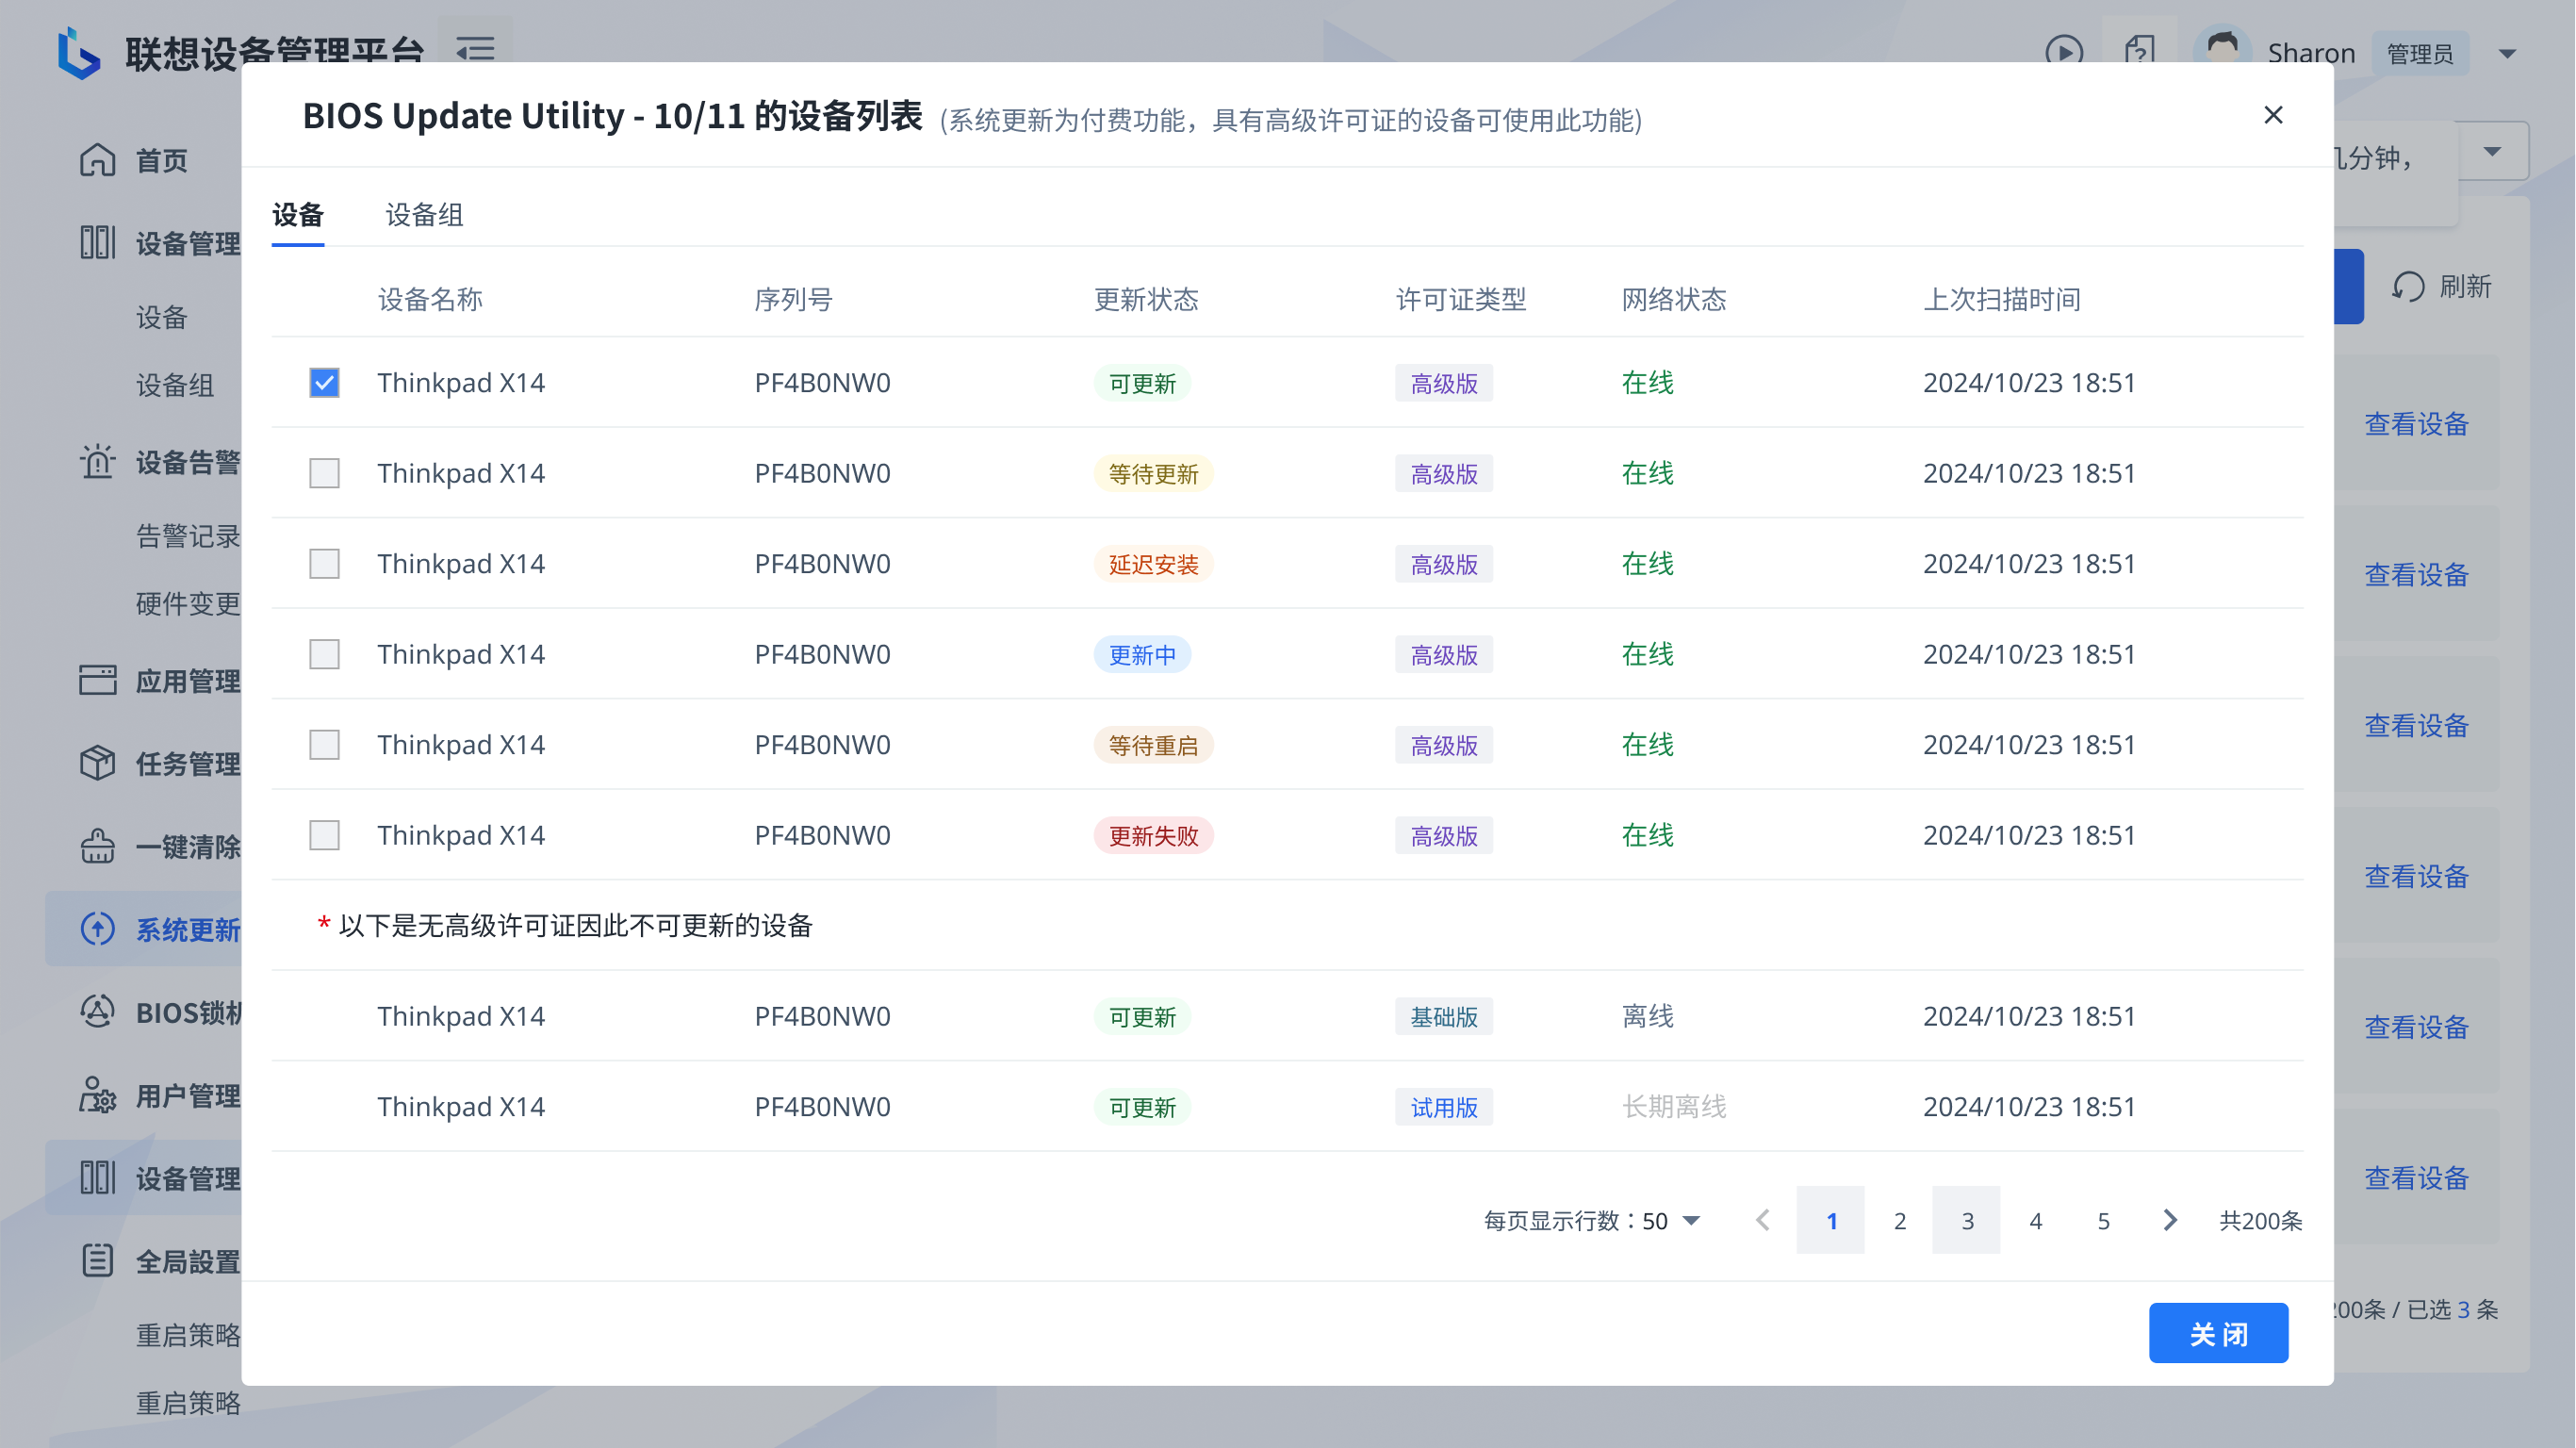 联想设备管理平台
Sharon 管理员
BIOS Update Utility - 10/11 的设备列表 (系统更新为付费功能，具有高级许可证的设备可使用此功能)
首页
设备管理
设备
设备组
设备告警
告警记录
硬件变更
应用管理
任务管理
一键清除
系统更新
BIOS锁机
用户管理
设备管理
全局設置
重启策略
重启策略
设备 设备组
设备名称 序列号 更新状态 许可证类型 网络状态 上次扫描时间
Thinkpad X14 PF4B0NW0 可更新 高级版 在线 2024/10/23 18:51
Thinkpad X14 PF4B0NW0 等待更新 高级版 在线 2024/10/23 18:51
Thinkpad X14 PF4B0NW0 延迟安装 高级版 在线 2024/10/23 18:51
Thinkpad X14 PF4B0NW0 更新中 高级版 在线 2024/10/23 18:51
Thinkpad X14 PF4B0NW0 等待重启 高级版 在线 2024/10/23 18:51
Thinkpad X14 PF4B0NW0 更新失败 高级版 在线 2024/10/23 18:51
* 以下是无高级许可证因此不可更新的设备
Thinkpad X14 PF4B0NW0 可更新 基础版 离线 2024/10/23 18:51
Thinkpad X14 PF4B0NW0 可更新 试用版 长期离线 2024/10/23 18:51
每页显示行数：50 1 2 3 4 5 共200条
关 闭
几分钟，
刷新
查看设备
查看设备
查看设备
查看设备
查看设备
查看设备
200条 / 已选 3 条